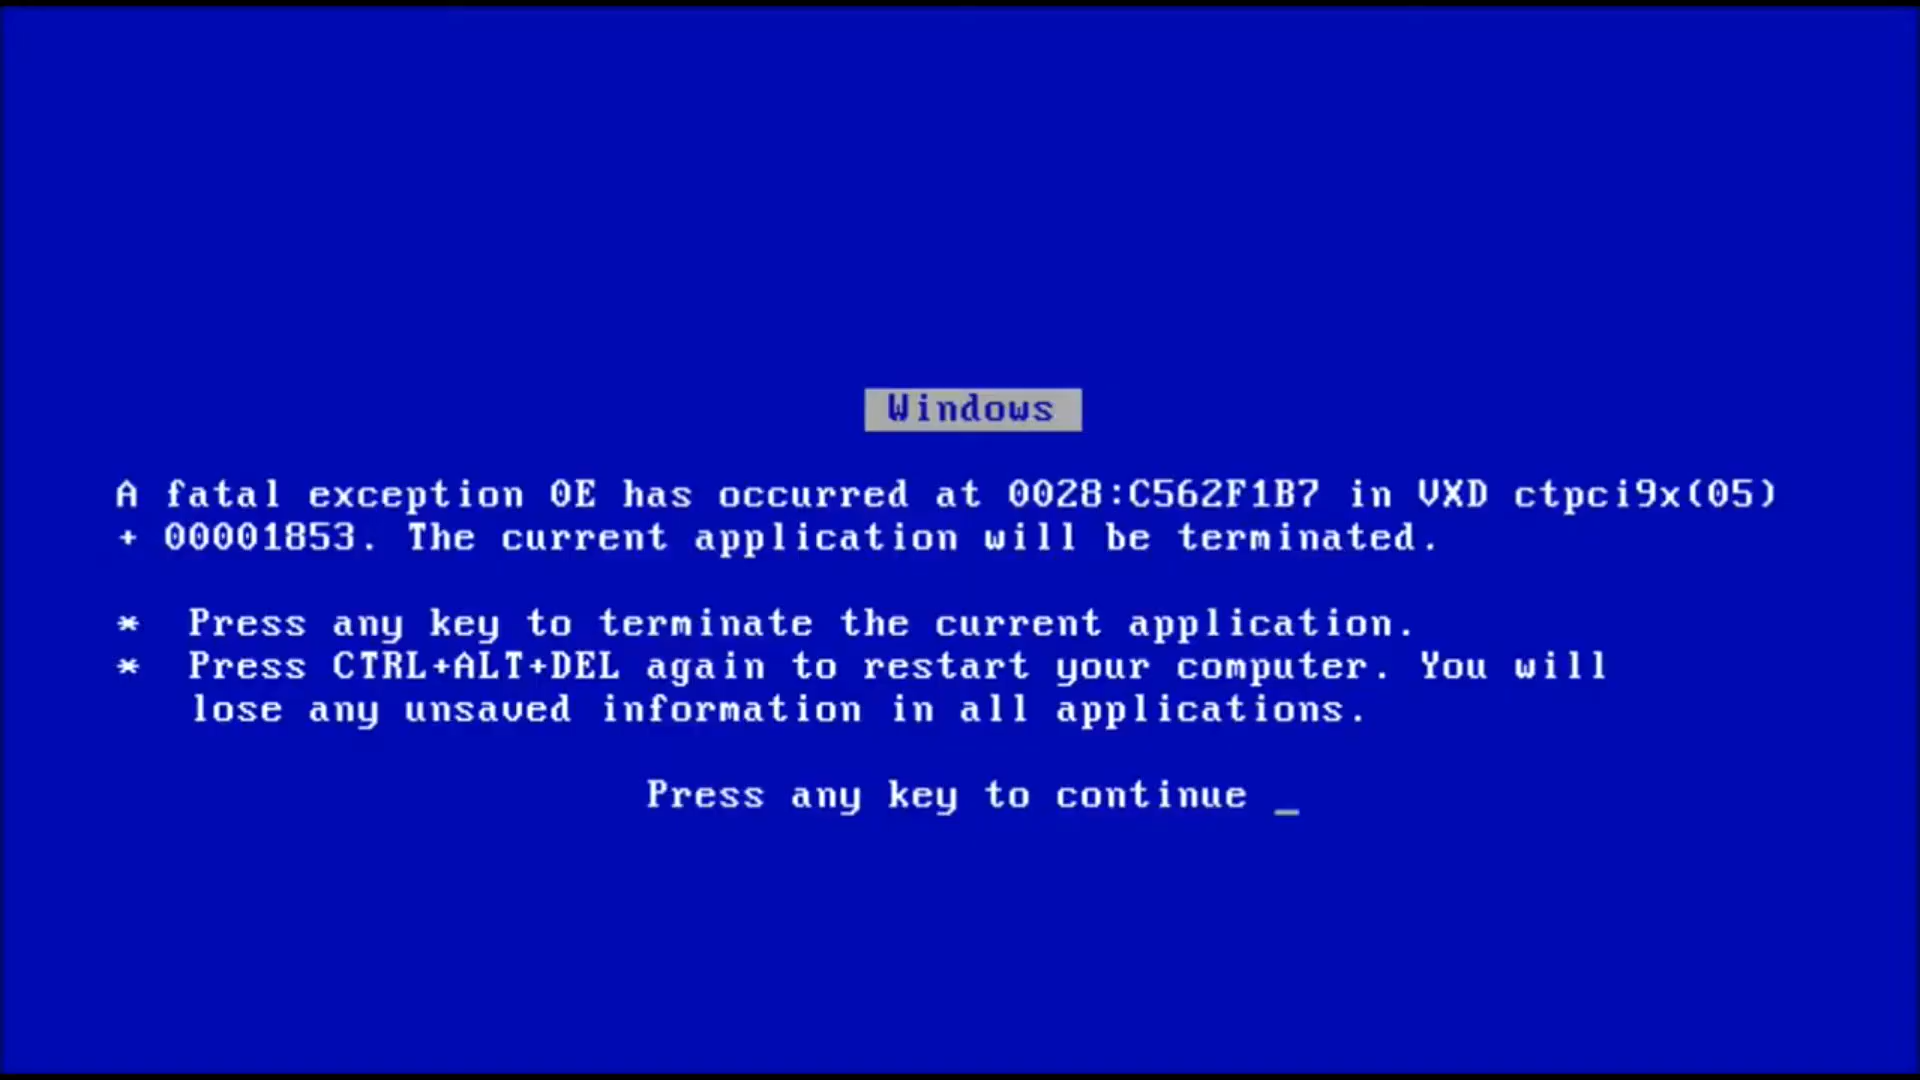 Windows
A fatal exception 0E has occurred at 0028:C562F1B7 in VXD ctpci9x(05)
+ 00001853. The current application will be terminated.
* Press any key to terminate the current application.
* Press CTRL+ALT+DEL again to restart your computer. You will
lose any unsaved information in all applications.
Press any key to continue _